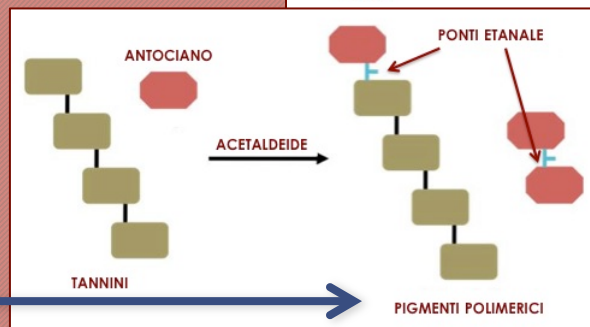 ANTOCIANO
PONTI ETANALE
ACETALDEIDE
TANNINI
PIGMENTI POLIMERICI